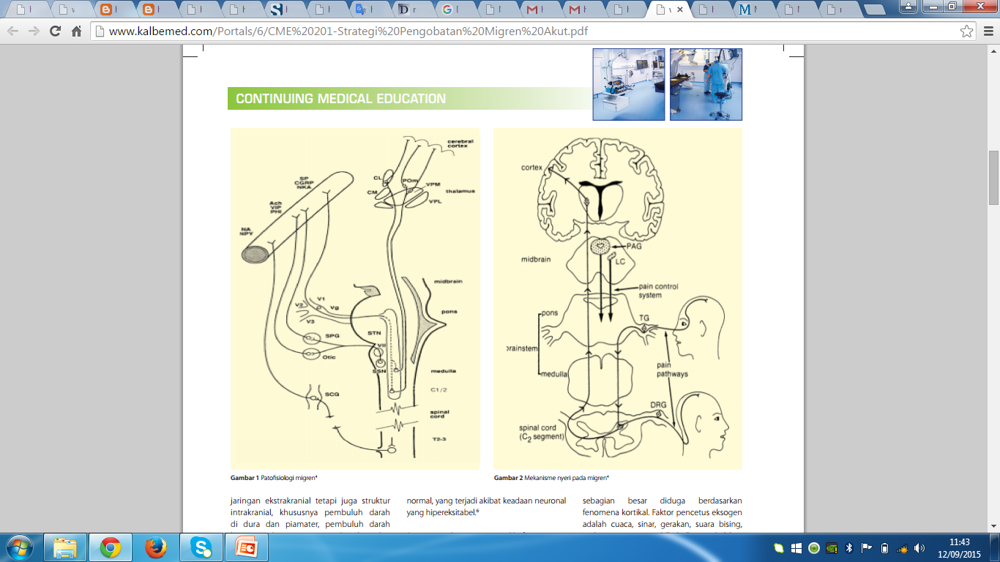 www.kalbemed.com/Portals/6/CME%20201-Strategi%20Pengobatan%20Migren%20Akut.pdf
CONTINUING MEDICAL EDUCATION
cerebral
cortex
SP
CGRP
NKA
CL
POm
VPM
CM
thalamus
VPL
Ach
VIP
PHI
NA
NPY
midbrain
V1
V2
Vg
V3
pons
STN
SPG
VII
Otic
SSN
medulla
C1/2
SCG
spinal
cord
T2-3
Gambar 1 Patofisiologi migren⁴
cortex
PAG
midbrain
LC
pain control
system
pons
TG
brainstem
pain
pathways
medulla
DRG
spinal cord
(C₂ segment)
Gambar 2 Mekanisme nyeri pada migren⁴
jaringan ekstrakranial tetapi juga struktur
intrakranial, khususnya pembuluh darah
di dura dan piamater, pembuluh darah
normal, yang terjadi akibat keadaan neuronal
yang hipereksitabel.⁶
sebagian besar diduga berdasarkan
fenomena kortikal. Faktor pencetus eksogen
adalah cuaca, sinar, gerakan, suara bising,
11:43
12/09/2015